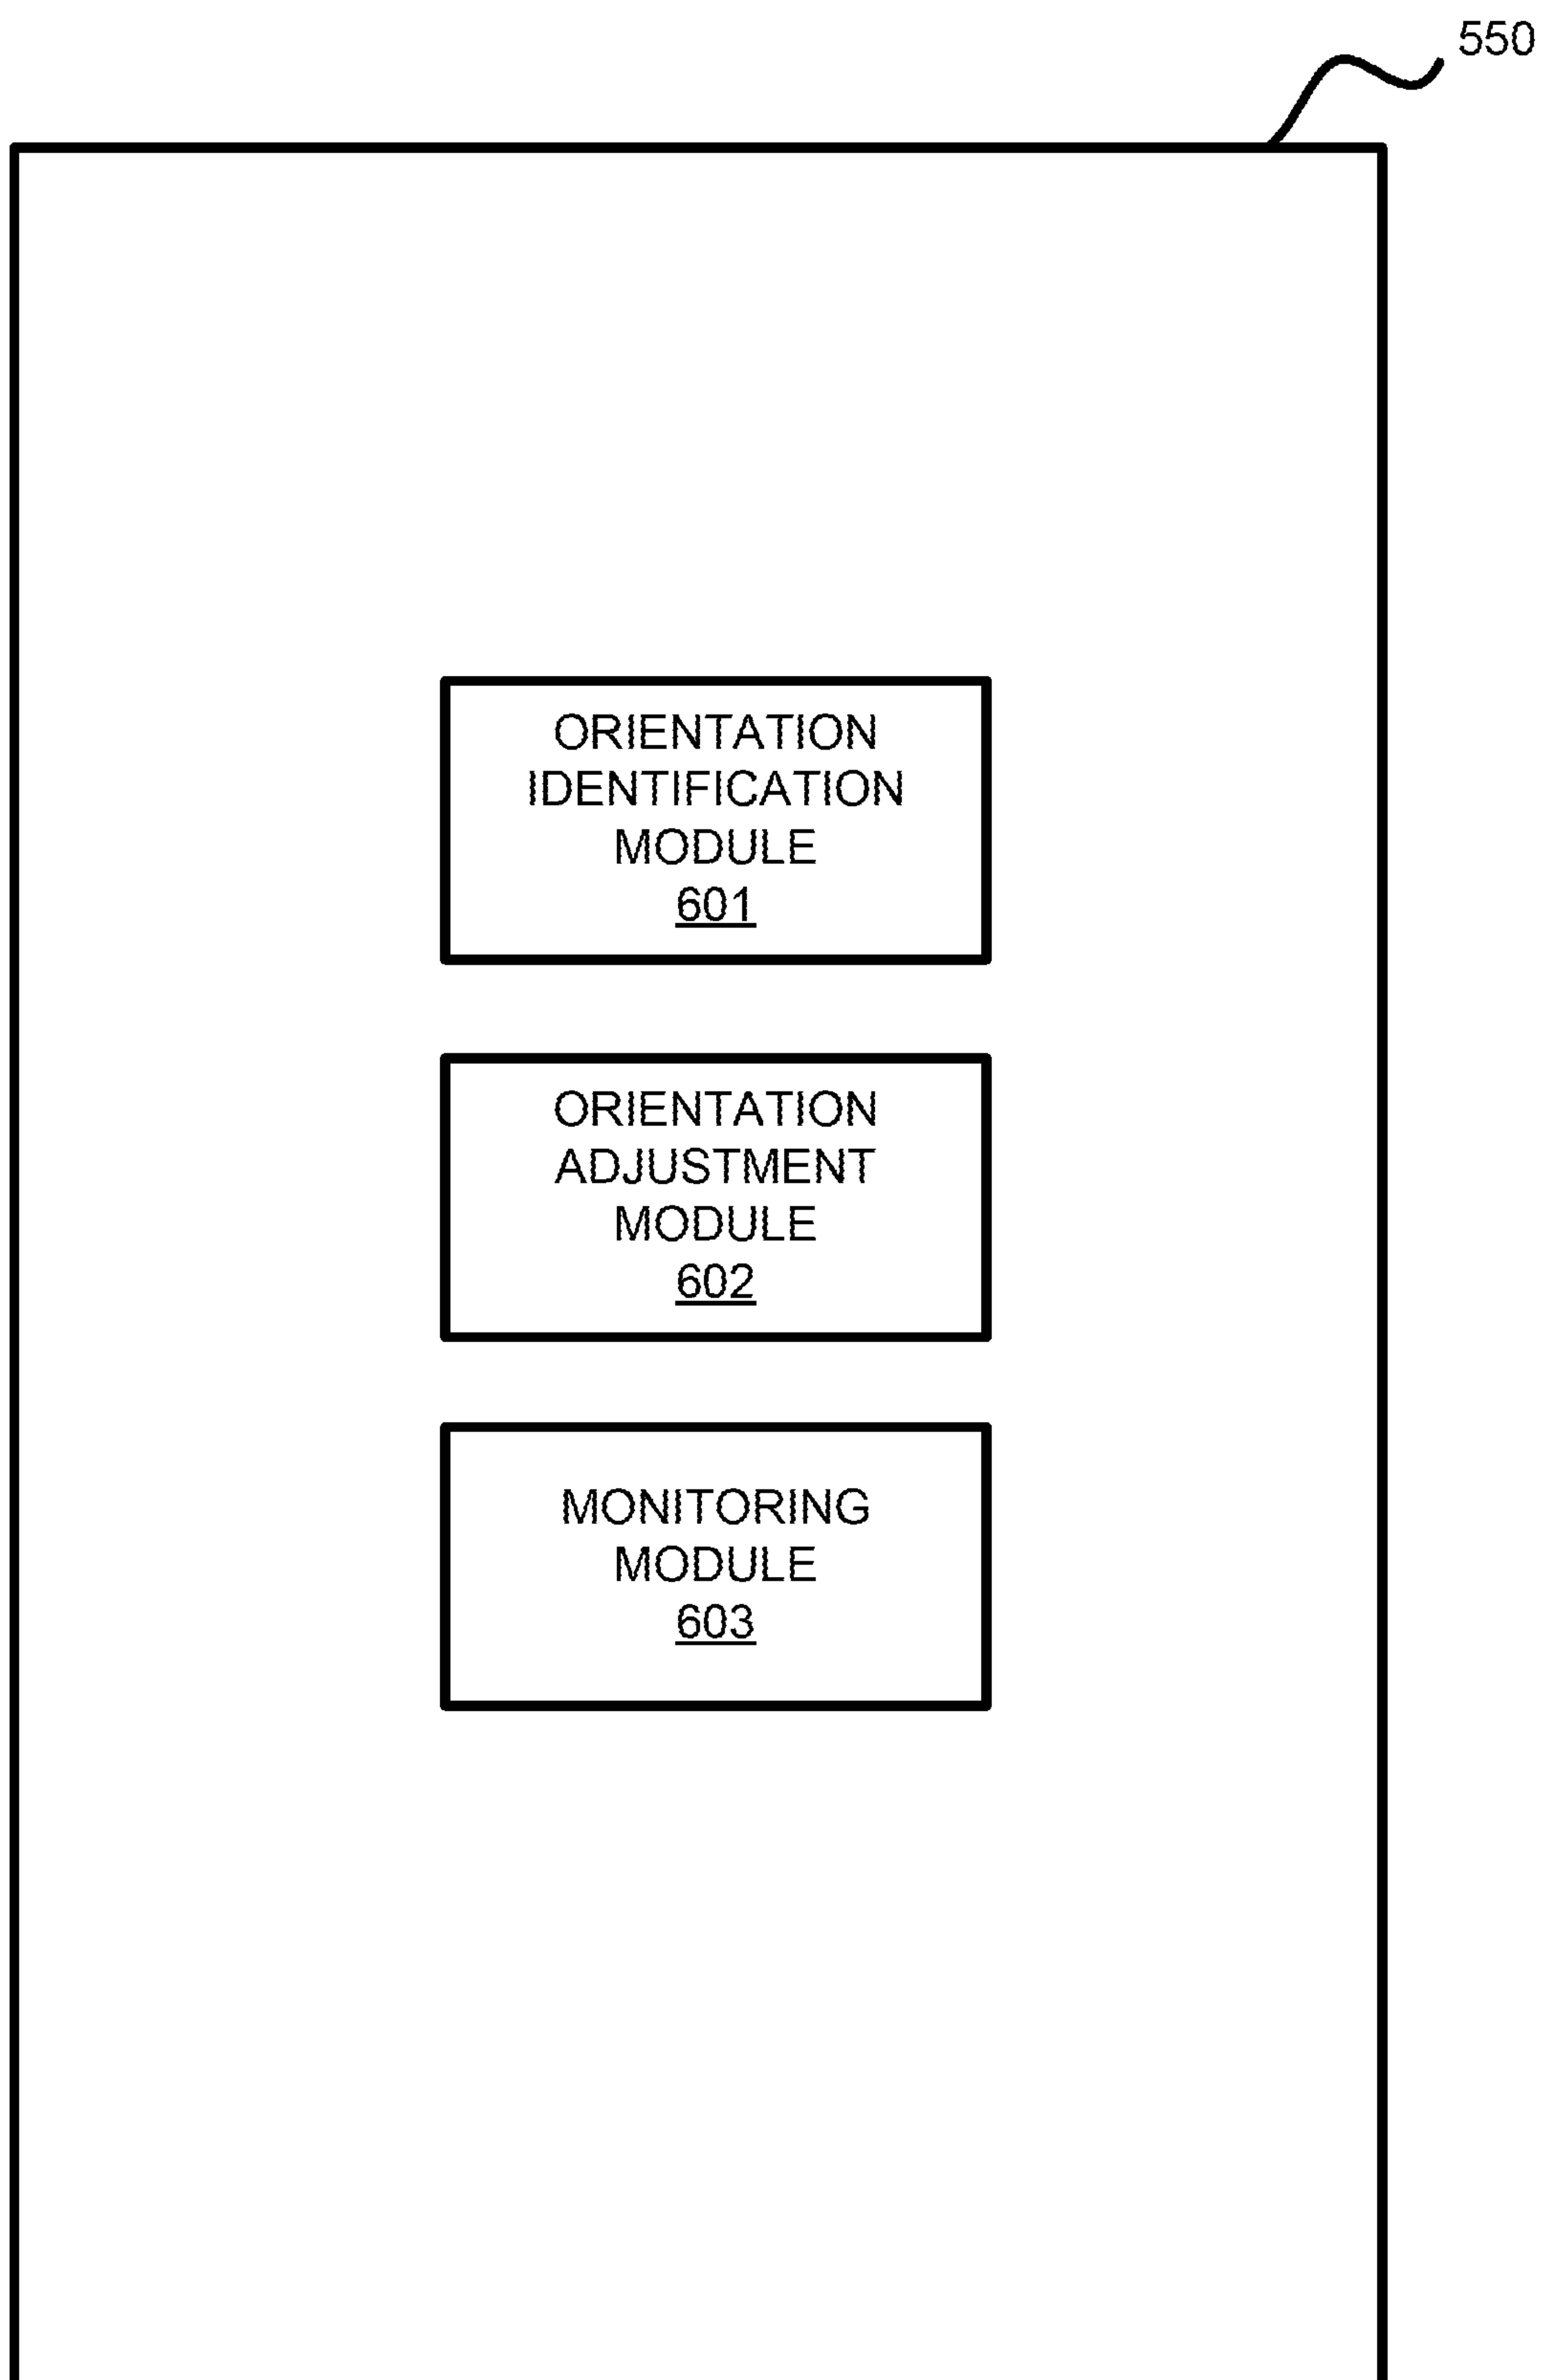 550
ORIENTATION
IDENTIFICATION
MODULE
601
ORIENTATION
ADJUSTMENT
MODULE
602
MONITORING
MODULE
603